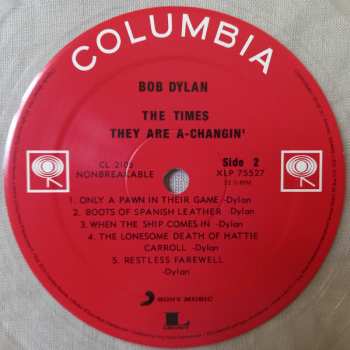 COLUMBIA
BOB DYLAN
THE TIMES
THEY ARE A-CHANGIN'
CL 2105
NONBREAKABLE
Side 2
XLP 75527
33 ⅓ RPM
1. ONLY A PAWN IN THEIR GAME -Dylan
2. BOOTS OF SPANISH LEATHER -Dylan
3. WHEN THE SHIP COMES IN -Dylan
4. THE LONESOME DEATH OF HATTIE
CARROLL -Dylan
5. RESTLESS FAREWELL
-Dylan
SONY MUSIC